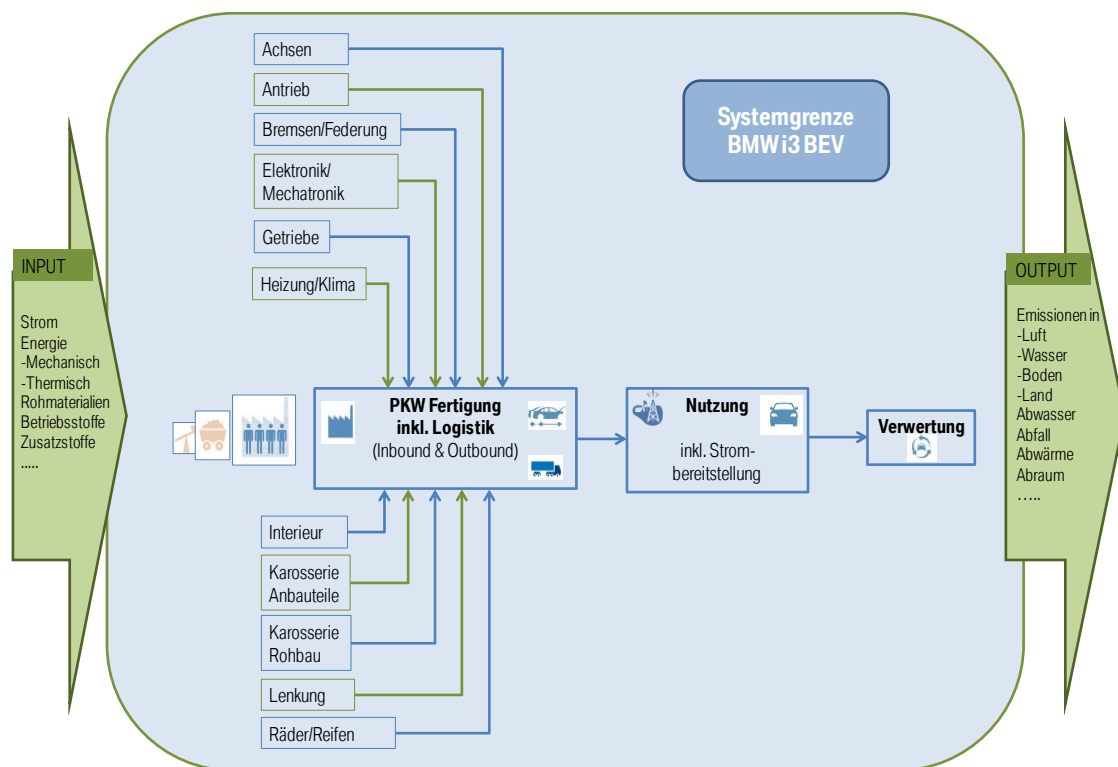 Achsen
Antrieb
Bremsen/Federung
Elektronik/
Mechatronik
Getriebe
Heizung/Klima
Systemgrenze
BMW i3 BEV
INPUT
Strom
Energie
-Mechanisch
-Thermisch
Rohmaterialien
Betriebsstoffe
Zusatzstoffe
.....
PKW Fertigung
inkl. Logistik
(Inbound & Outbound)
Nutzung
inkl. Strom-
bereitstellung
Verwertung
Interieur
Karosserie
Anbauteile
Karosserie
Rohbau
Lenkung
Räder/Reifen
OUTPUT
Emissionen in
-Luft
-Wasser
-Boden
-Land
Abwasser
Abfall
Abwärme
Abraum
…..